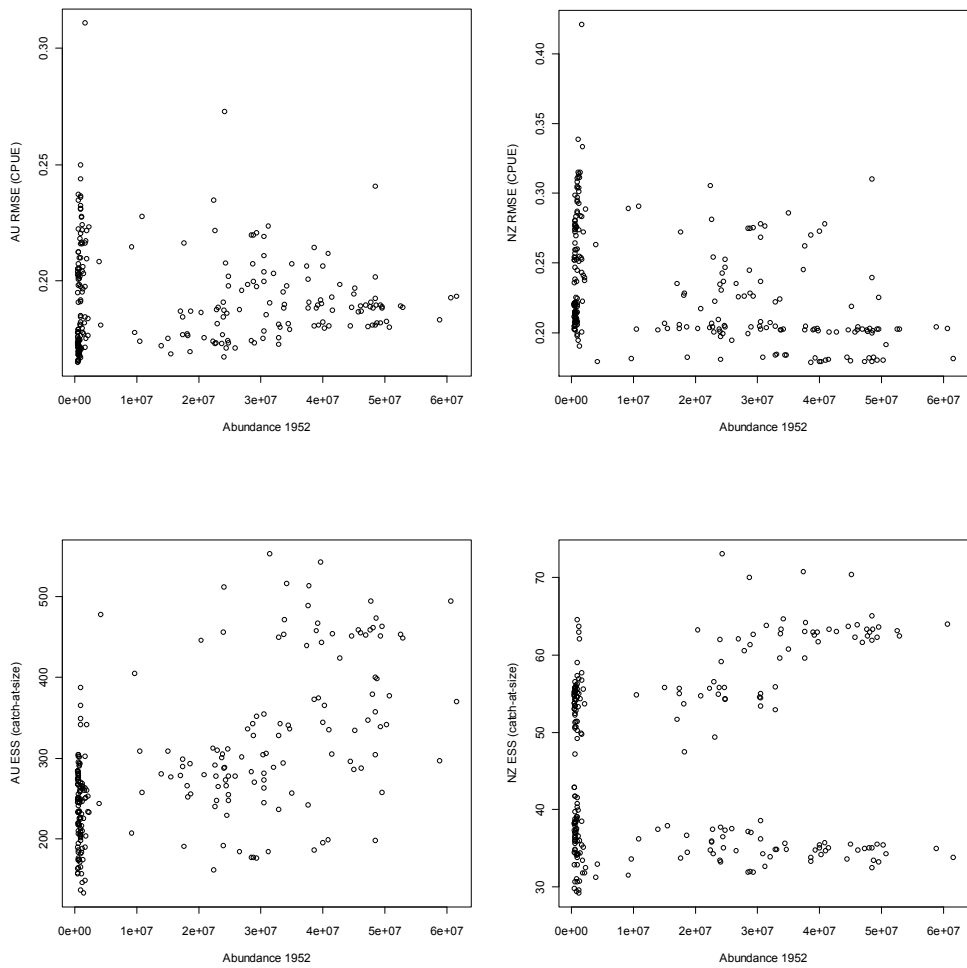 AU RMSE (CPUE)
0.30
0.25
0.20
0e+00 1e+07 2e+07 3e+07 4e+07 5e+07 6e+07
Abundance 1952
NZ RMSE (CPUE)
0.40
0.35
0.30
0.25
0.20
0e+00 1e+07 2e+07 3e+07 4e+07 5e+07 6e+07
Abundance 1952
AU ESS (catch-at-size)
500
400
300
200
0e+00 1e+07 2e+07 3e+07 4e+07 5e+07 6e+07
Abundance 1952
NZ ESS (catch-at-size)
70
60
50
40
30
0e+00 1e+07 2e+07 3e+07 4e+07 5e+07 6e+07
Abundance 1952